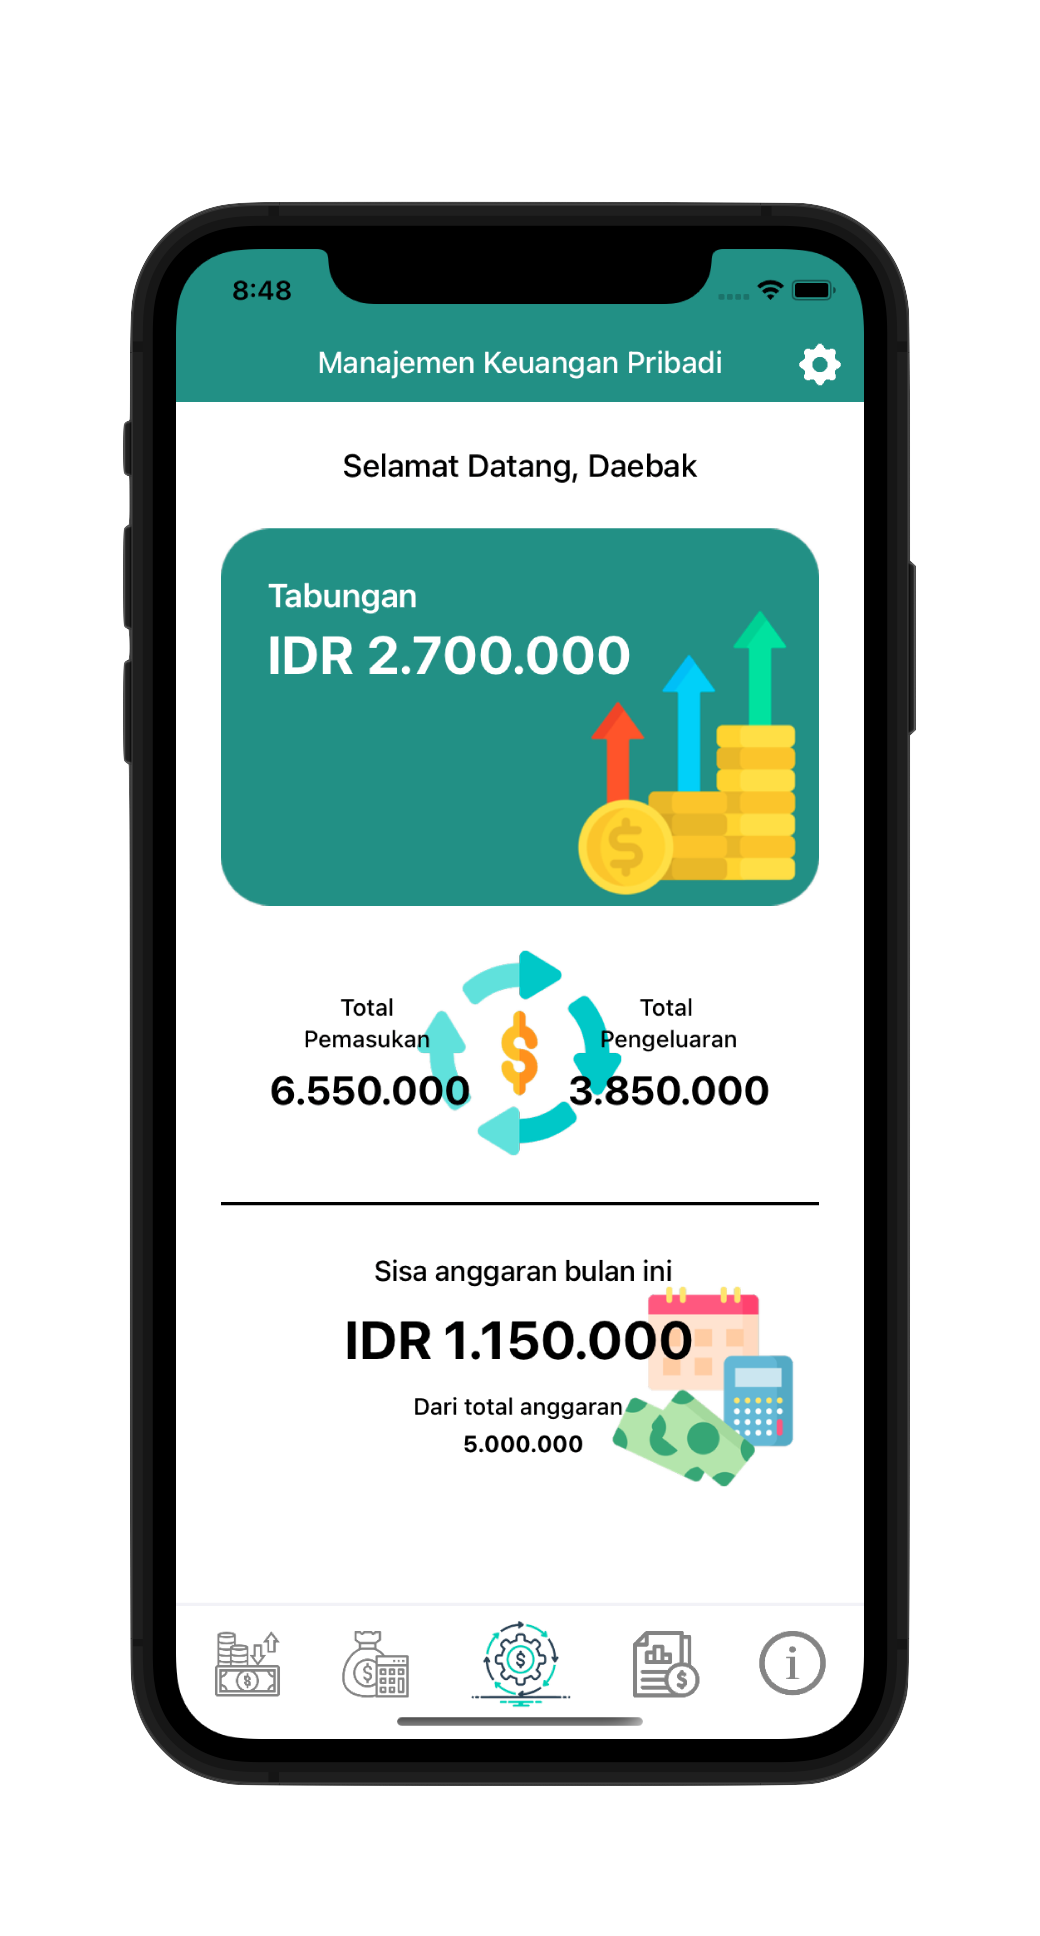 8:48
Manajemen Keuangan Pribadi
Selamat Datang, Daebak
Tabungan
IDR 2.700.000
Total
Pemasukan
6.550.000
Total
Pengeluaran
3.850.000
Sisa anggaran bulan ini
IDR 1.150.000
Dari total anggaran
5.000.000